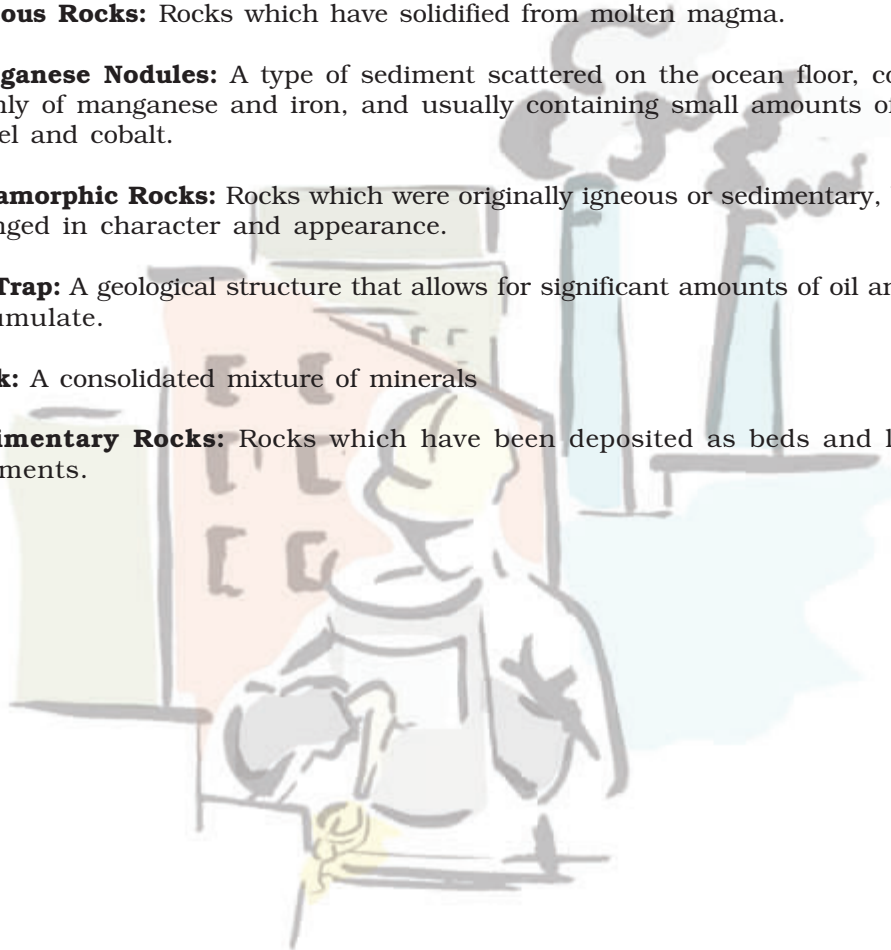 ous Rocks: Rocks which have solidified from molten magma.
ganese Nodules: A type of sediment scattered on the ocean floor, co
nly of manganese and iron, and usually containing small amounts o
el and cobalt.
amorphic Rocks: Rocks which were originally igneous or sedimentary,
nged in character and appearance.
Trap: A geological structure that allows for significant amounts of oil an
umulate.
k: A consolidated mixture of minerals
imentary Rocks: Rocks which have been deposited as beds and l
ments.